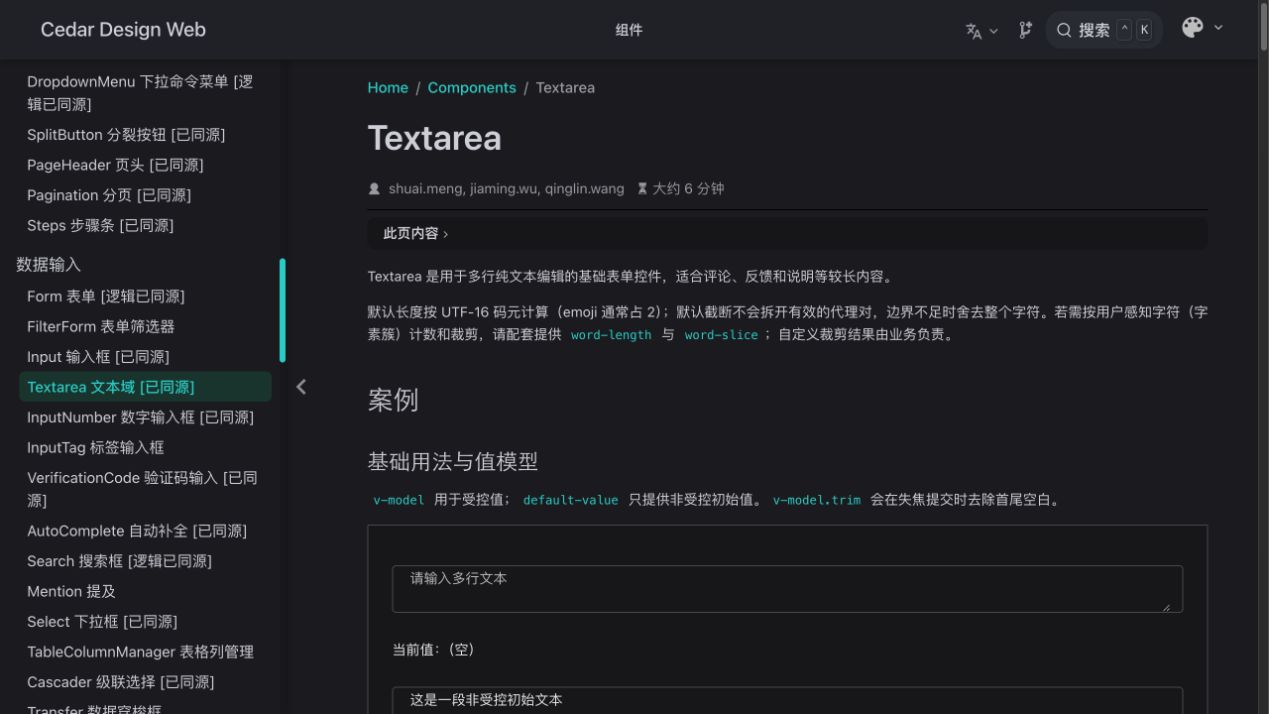 Cedar Design Web
组件
搜索 ^ K
DropdownMenu 下拉命令菜单 [逻
辑已同源]
SplitButton 分裂按钮 [已同源]
PageHeader 页头 [已同源]
Pagination 分页 [已同源]
Steps 步骤条 [已同源]
数据输入
Form 表单 [逻辑已同源]
FilterForm 表单筛选器
Input 输入框 [已同源]
Textarea 文本域 [已同源]
InputNumber 数字输入框 [已同源]
InputTag 标签输入框
VerificationCode 验证码输入 [已同
源]
AutoComplete 自动补全 [已同源]
Search 搜索框 [逻辑已同源]
Mention 提及
Select 下拉框 [已同源]
TableColumnManager 表格列管理
Cascader 级联选择 [已同源]
Transfer 数据穿梭框
Home / Components / Textarea
Textarea
shuai.meng, jiaming.wu, qinglin.wang 大约 6 分钟
此页内容 ›
Textarea 是用于多行纯文本编辑的基础表单控件，适合评论、反馈和说明等较长内容。
默认长度按 UTF-16 码元计算（emoji 通常占 2）；默认截断不会拆开有效的代理对，边界不足时舍去整个字符。若需按用户感知字符（字
素簇）计数和裁剪，请配套提供 word-length 与 word-slice ；自定义裁剪结果由业务负责。
案例
基础用法与值模型
v-model 用于受控值； default-value 只提供非受控初始值。 v-model.trim 会在失焦提交时去除首尾空白。
请输入多行文本
当前值：（空）
这是一段非受控初始文本